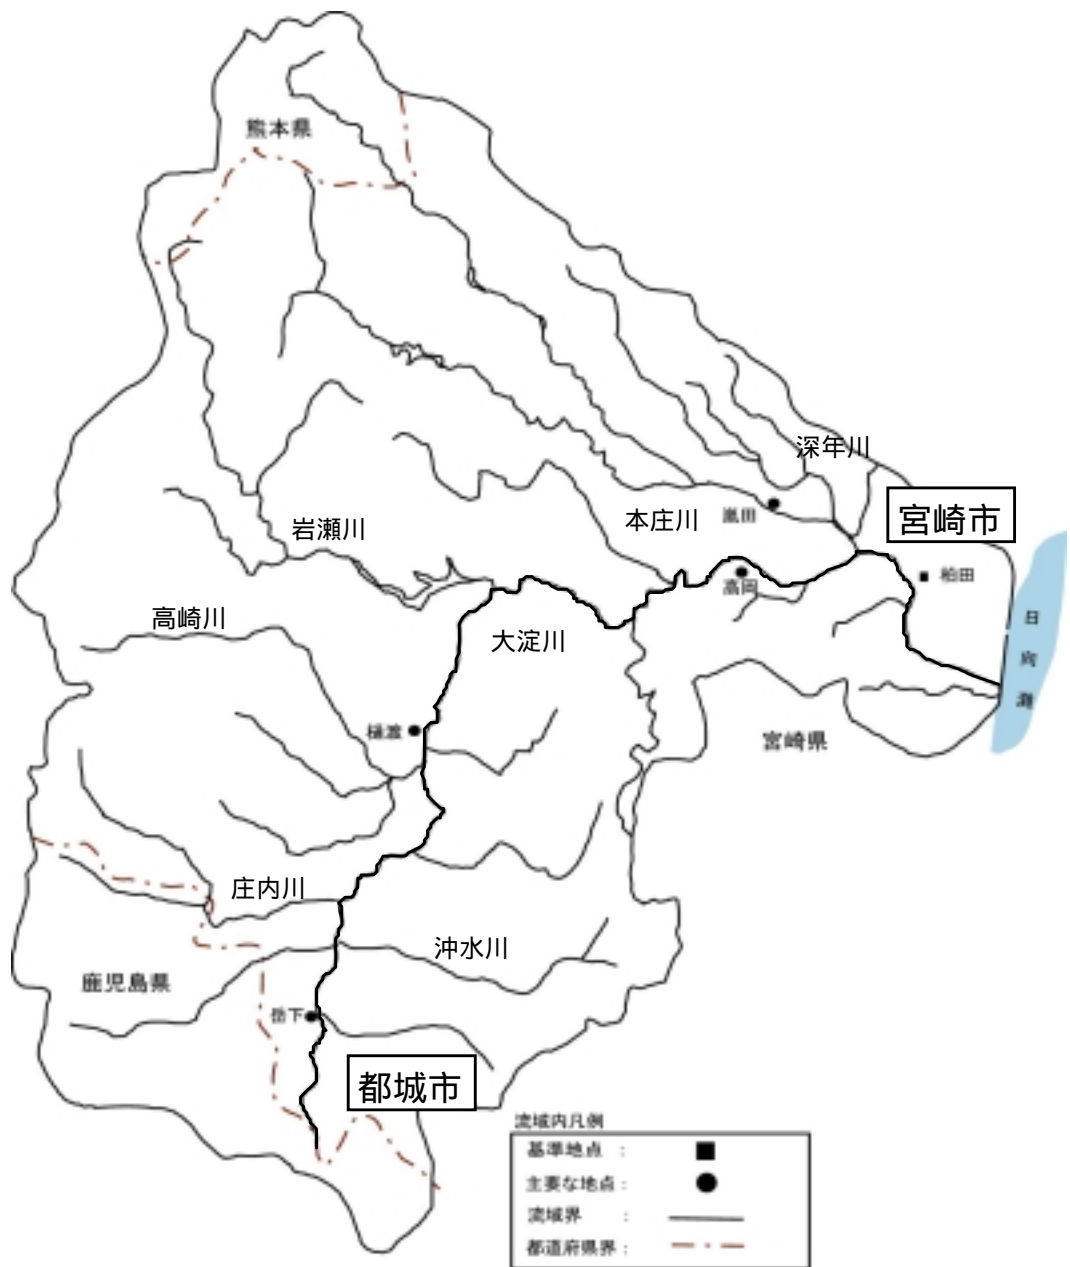 熊本県
深年川
宮崎市
本庄川
嵐田
岩瀬川
柏田
高岡
高崎川
大淀川
日向灘
樋渡
宮崎県
庄内川
沖水川
鹿児島県
岳下
都城市
流域内凡例
基準地点 : ■
主要な地点 : ●
流域界 :
都道府県界 :